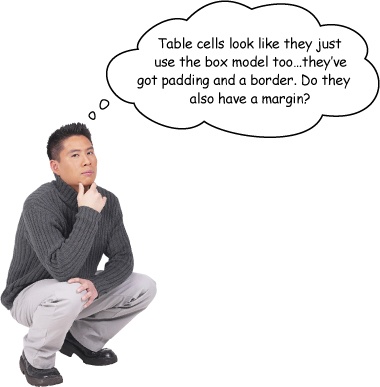 Table cells look like they just
use the box model too...they've
got padding and a border. Do they
also have a margin?